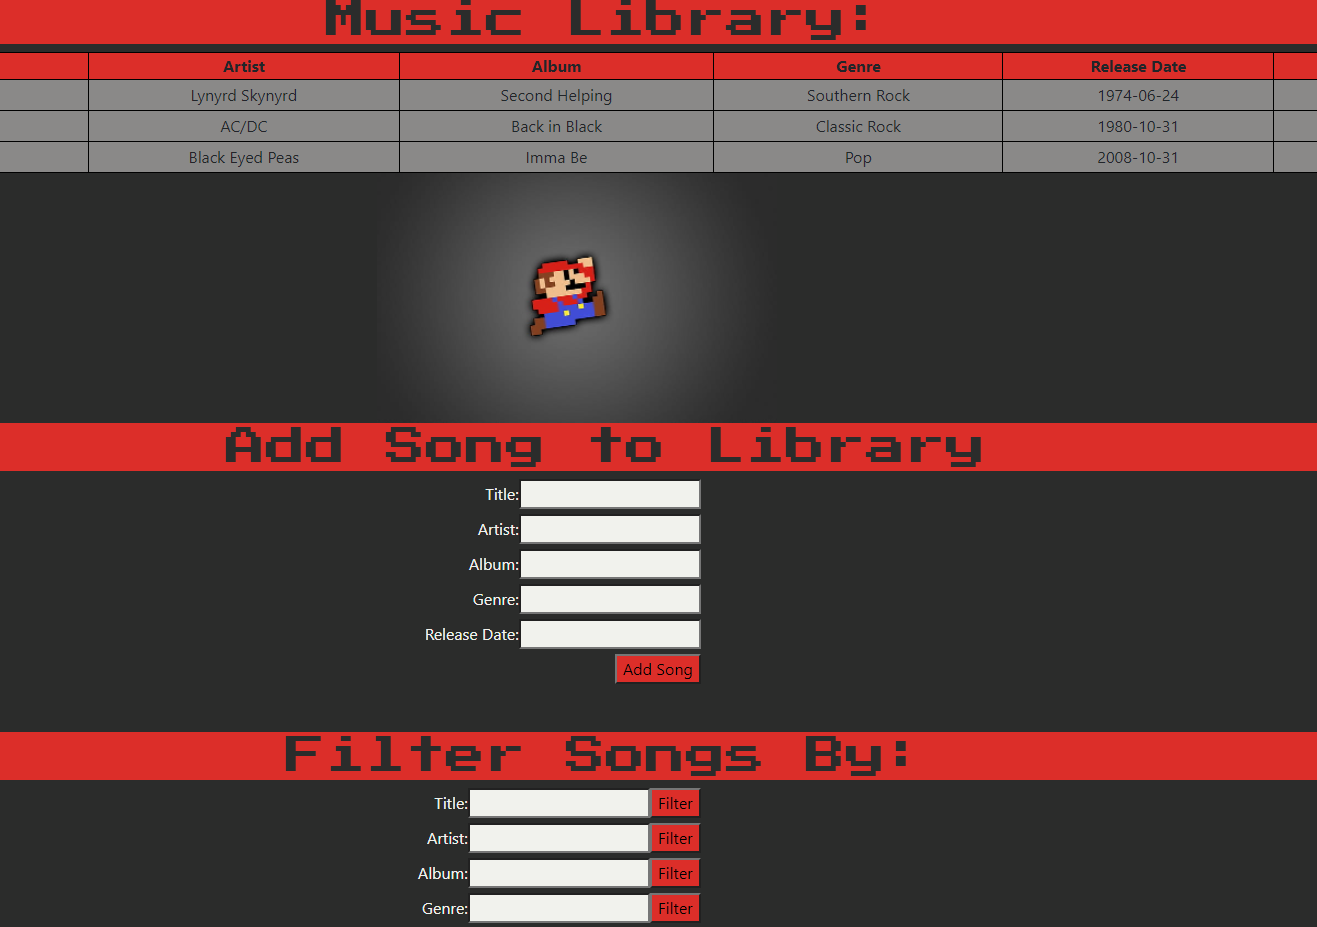 Music Library:
Artist Album Genre Release Date
Lynyrd Skynyrd Second Helping Southern Rock 1974-06-24
AC/DC Back in Black Classic Rock 1980-10-31
Black Eyed Peas Imma Be Pop 2008-10-31
Add Song to Library
Title:
Artist:
Album:
Genre:
Release Date:
Add Song
Filter Songs By:
Title: Filter
Artist: Filter
Album: Filter
Genre: Filter